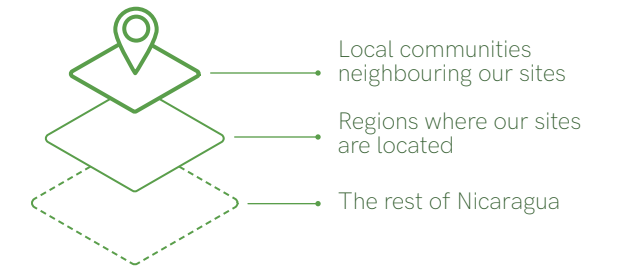 Local communities
neighbouring our sites
Regions where our sites
are located
The rest of Nicaragua